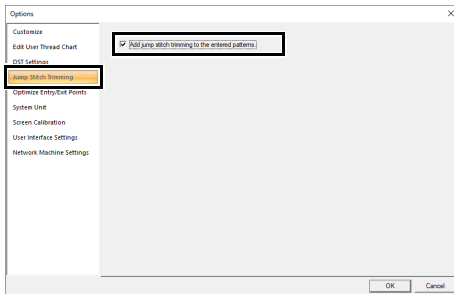 Options
Customize
Edit User Thread Chart
DST Settings
Jump Stitch Trimming
Optimize Entry/Exit Points
System Unit
Screen Calibration
User Interface Settings
Network Machine Settings
Add jump stitch trimming to the entered patterns.
OK Cancel